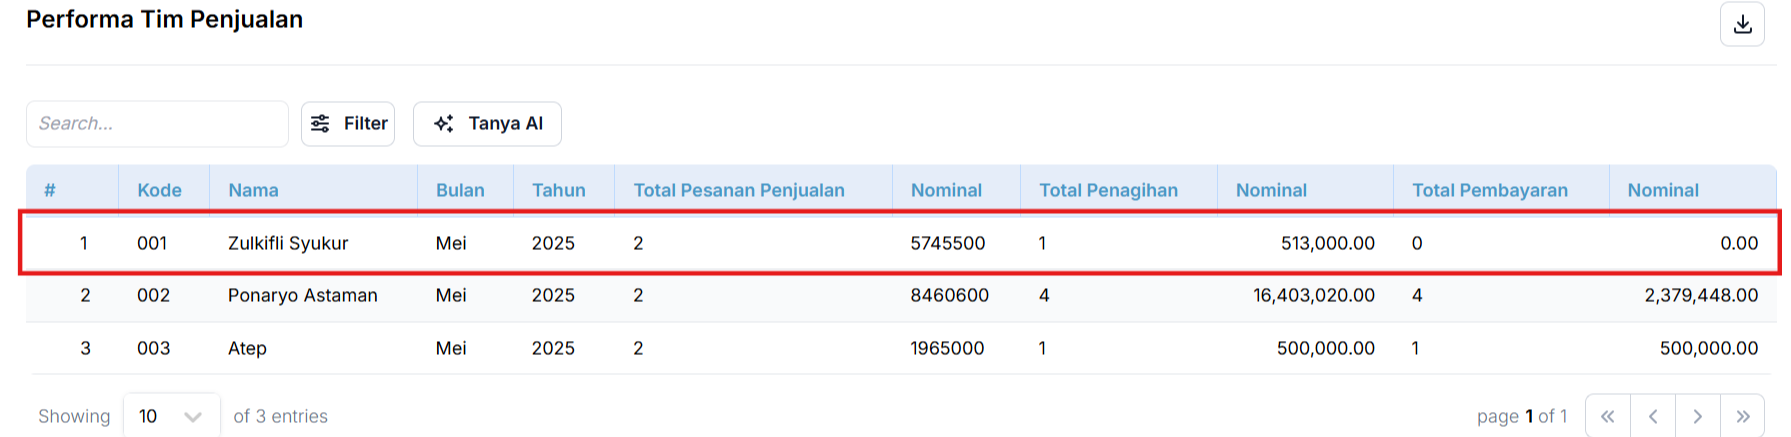 Performa Tim Penjualan
Search...
Filter
Tanya AI
# Kode Nama Bulan Tahun Total Pesanan Penjualan Nominal Total Penagihan Nominal Total Pembayaran Nominal
1 001 Zulkifli Syukur Mei 2025 2 5745500 1 513,000.00 0 0.00
2 002 Ponaryo Astaman Mei 2025 2 8460600 4 16,403,020.00 4 2,379,448.00
3 003 Atep Mei 2025 2 1965000 1 500,000.00 1 500,000.00
Showing 10 of 3 entries page 1 of 1